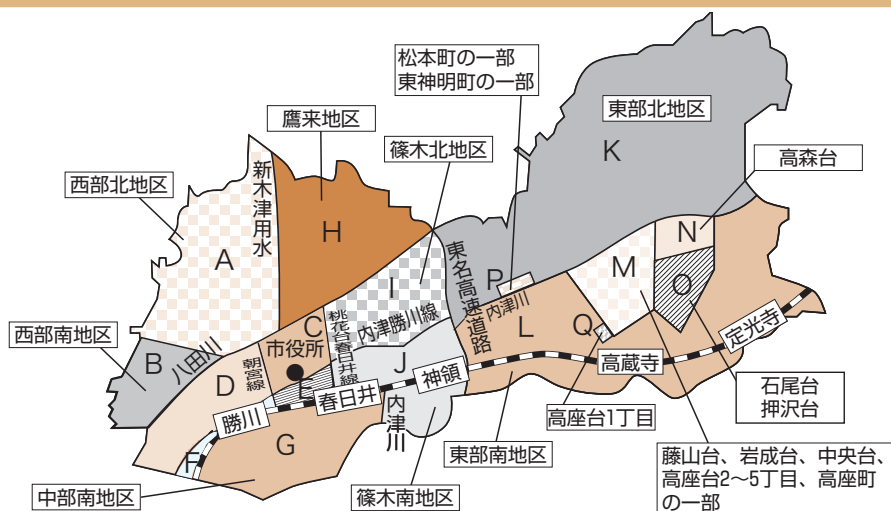 松本町の一部
東神明町の一部
東部北地区
鷹来地区
K
篠木北地区
高森台
西部北地区
新木津用水
H
N
A
東名高速道路
P
M
I
O
内津川
C
桃花台春日井線
内津勝川線
L
Q
定光寺
西部南地区
八田川
市役所
B
朝宮線
J
D
E
高蔵寺
神領
春日井
石尾台
押沢台
勝川
内津川
高座台1丁目
G
F
東部南地区
藤山台、岩成台、中央台、
高座台2〜5丁目、高座町
の一部
中部南地区
篠木南地区